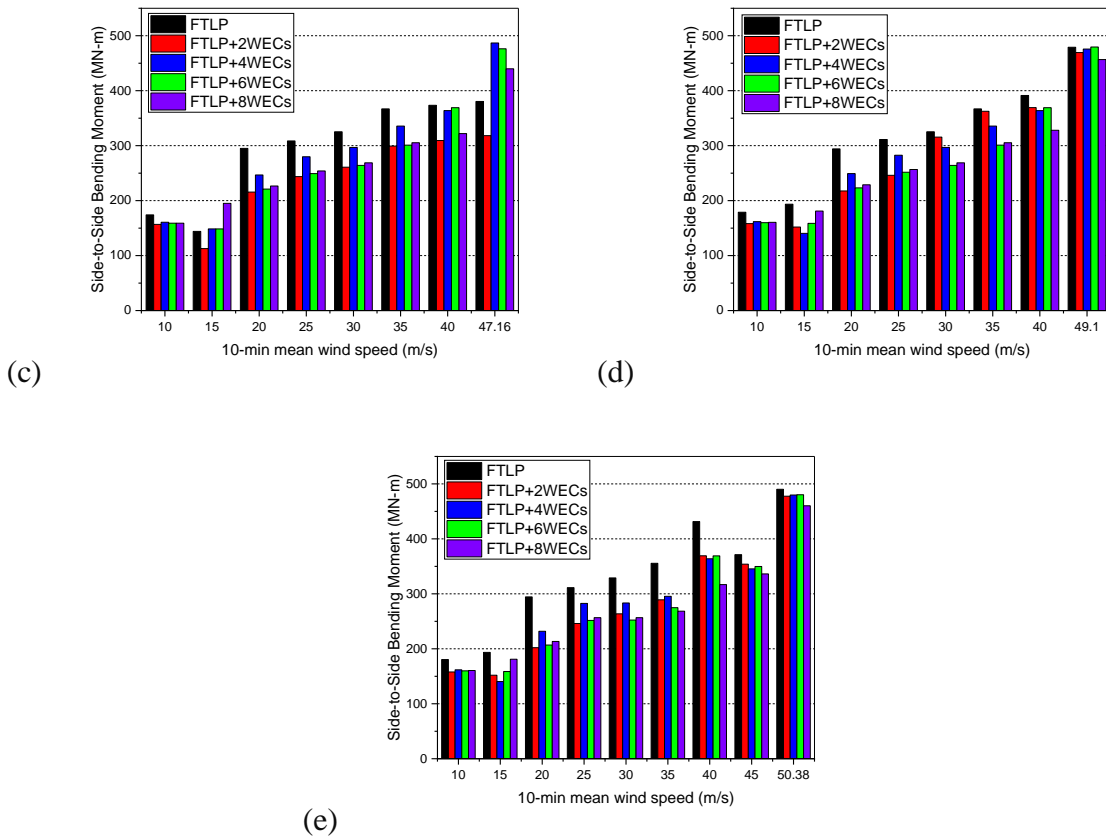 FTLP
FTLP+2WECs
FTLP+4WECs
FTLP+6WECs
FTLP+8WECs
Side-to-Side Bending Moment (MN-m)
500
400
300
200
100
0
10 15 20 25 30 35 40 47.16
10-min mean wind speed (m/s)
(c)
FTLP
FTLP+2WECs
FTLP+4WECs
FTLP+6WECs
FTLP+8WECs
Side-to-Side Bending Moment (MN-m)
500
400
300
200
100
0
10 15 20 25 30 35 40 49.1
10-min mean wind speed (m/s)
(d)
FTLP
FTLP+2WECs
FTLP+4WECs
FTLP+6WECs
FTLP+8WECs
Side-to-Side Bending Moment (MN-m)
500
400
300
200
100
0
10 15 20 25 30 35 40 45 50.38
10-min mean wind speed (m/s)
(e)